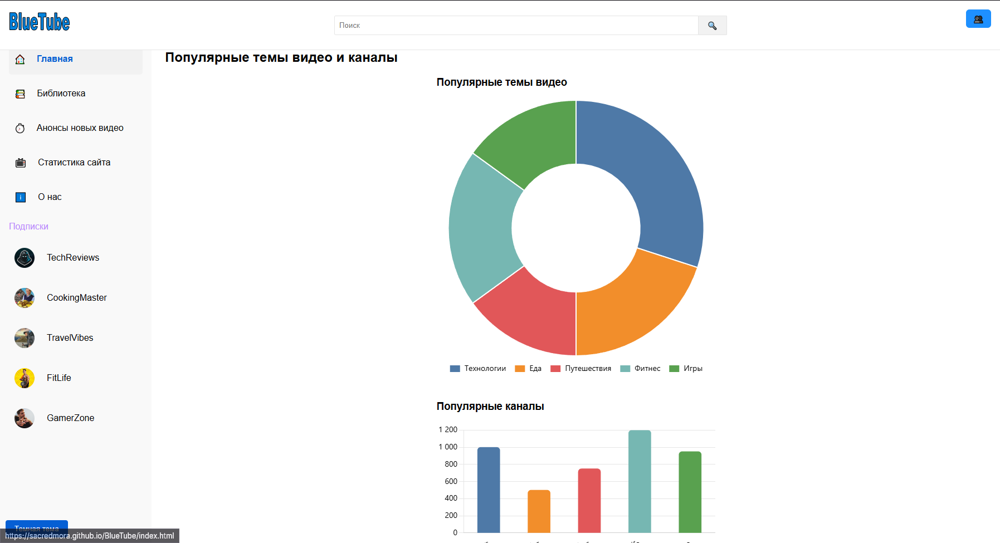 BlueTube
Поиск
Главная
Библиотека
Анонсы новых видео
Статистика сайта
О нас
Подписки
TechReviews
CookingMaster
TravelVibes
FitLife
GamerZone
Темная тема
https://sacredmora.github.io/BlueTube/index.html
Популярные темы видео и каналы
Популярные темы видео
Технологии Еда Путешествия Фитнес Игры
Популярные каналы
1 200
1 000
800
600
400
200
0